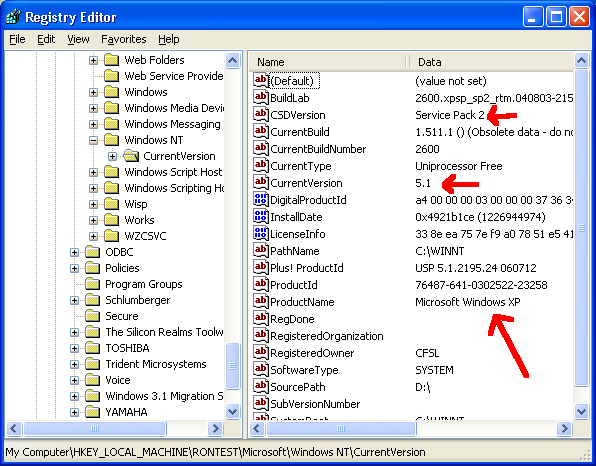 Registry Editor
File Edit View Favorites Help
Web Folders
Web Service Provide
Windows
Windows Media Devi
Windows Messaging
Windows NT
CurrentVersion
Windows Script Host
Windows Scripting Ho
Wisp
Works
WZCSVC
ODBC
Policies
Program Groups
Schlumberger
Secure
The Silicon Realms Toolw
TOSHIBA
Trident Microsystems
Voice
Windows 3.1 Migration S
YAMAHA
Name Data
(Default) (value not set)
BuildLab 2600.xpsp_sp2_rtm.040803-215
CSDVersion Service Pack 2
CurrentBuild 1.511.1 () (Obsolete data - do no
CurrentBuildNumber 2600
CurrentType Uniprocessor Free
CurrentVersion 5.1
DigitalProductId a4 00 00 00 03 00 00 00 37 36 3
InstallDate 0x4921b1ce (1226944974)
LicenseInfo 33 8e ea 75 7e f9 a0 78 51 e5 41
PathName C:\WINNT
Plus! ProductId USP 5.1.2195.24 060712
ProductId 76487-641-0302522-23258
ProductName Microsoft Windows XP
RegDone
RegisteredOrganization
RegisteredOwner CFSL
SoftwareType SYSTEM
SourcePath D:\
SubVersionNumber
My Computer\HKEY_LOCAL_MACHINE\RONTEST\Microsoft\Windows NT\CurrentVersion